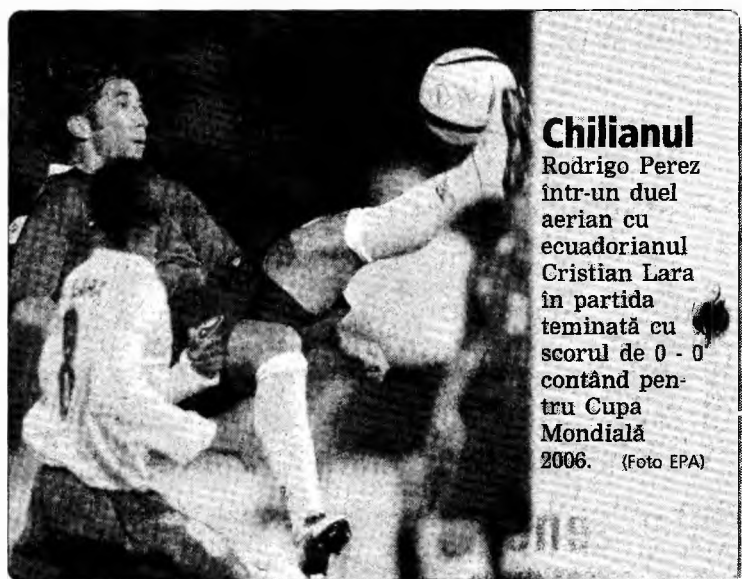 Chilianul
Rodrigo Perez
într-un duel
aerian cu
ecuadorianul
Cristian Lara
în partida
teminată cu
scorul de 0 - 0
contând pen-
tru Cupa
Mondială
2006. (Foto EPA)
8